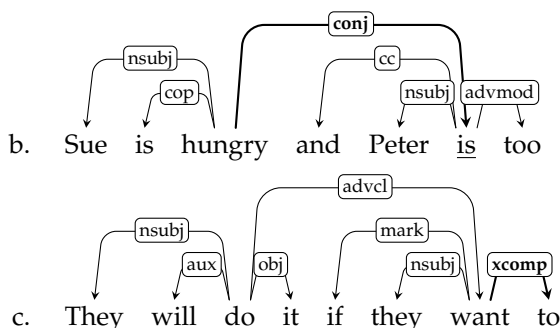 conj
nsubj cc
cop nsubj advmod
b. Sue is hungry and Peter is too
advcl
nsubj mark
aux obj nsubj xcomp
c. They will do it if they want to